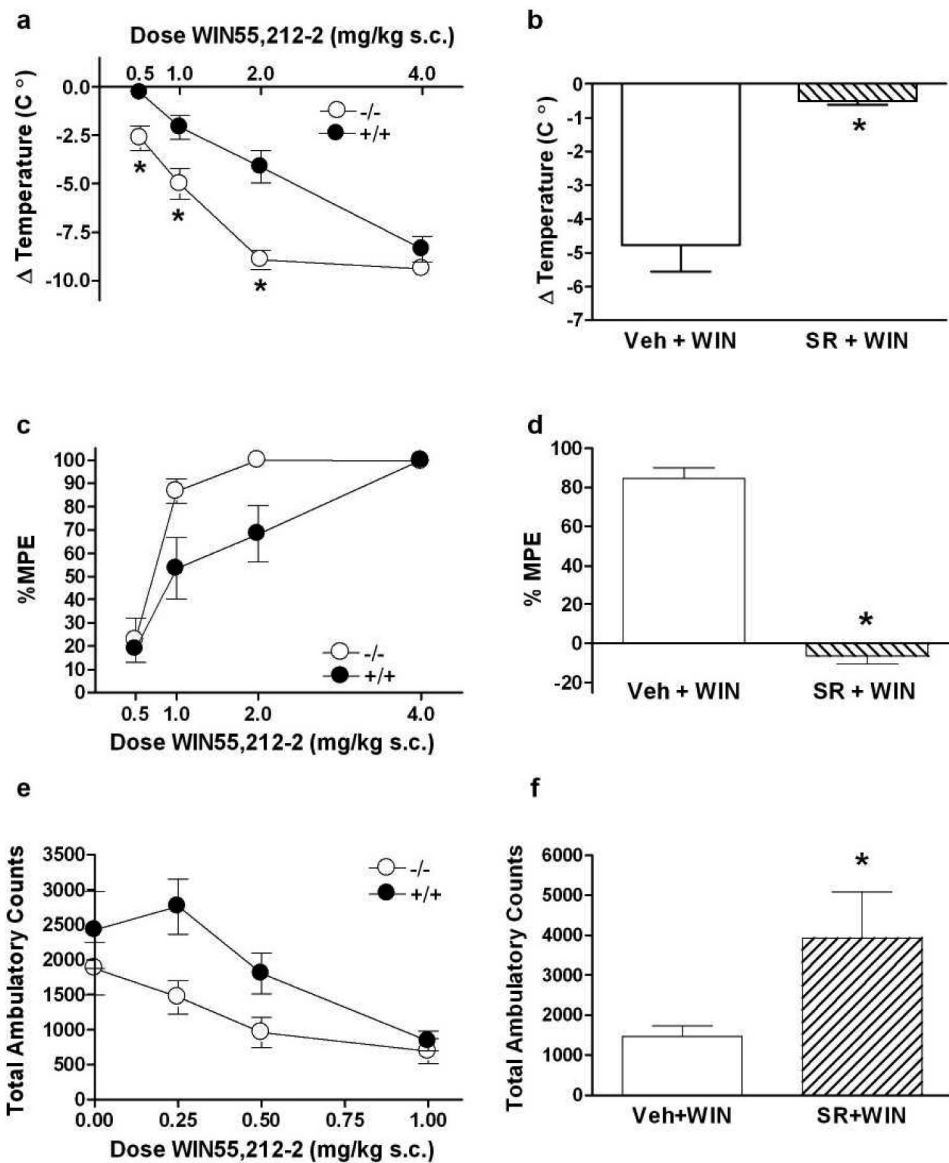 a
b
Dose WIN55,212-2 (mg/kg s.c.)
0.5 1.0 2.0 4.0
0.0
-2.5
-5.0
-7.5
-10.0
Δ Temperature (C °)
-/-
+/+
*
*
*
0
-1
-2
-3
-4
-5
-6
-7
Δ Temperature (C °)
*
Veh + WIN SR + WIN
c
d
100
90
80
70
60
50
40
30
20
10
0
%MPE
-/-
+/+
0.5 1.0 2.0 4.0
Dose WIN55,212-2 (mg/kg s.c.)
100
80
60
40
20
0
-20
% MPE
*
Veh + WIN SR + WIN
e
f
3500
3000
2500
2000
1500
1000
500
0
Total Ambulatory Counts
-/-
+/+
0.00 0.25 0.50 0.75 1.00
Dose WIN55,212-2 (mg/kg s.c.)
6000
5000
4000
3000
2000
1000
0
Total Ambulatory Counts
*
Veh+WIN SR+WIN